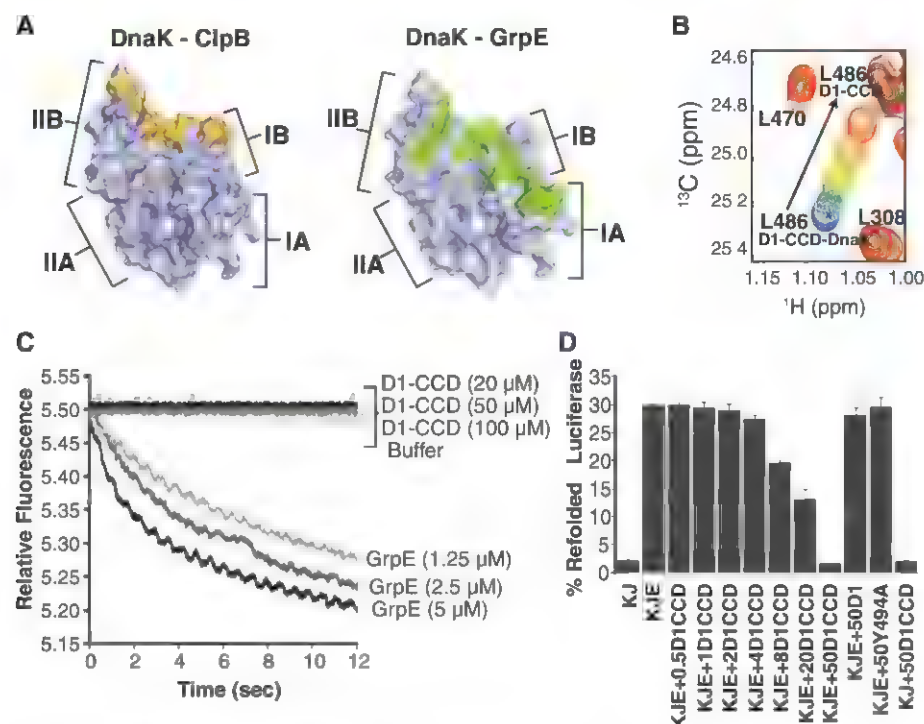 A
DnaK - ClpB
DnaK - GrpE
IIB
IB
IIA
IA
IIB
IB
IIA
IA
B
24.6
24.8
25.0
25.2
25.4
13C (ppm)
L486
D1-CCD
L470
L486
D1-CCD-DnaK
L308
1.15
1.10
1.05
1.00
1H (ppm)
C
5.55
5.50
5.45
5.40
5.35
5.30
5.25
5.20
5.15
Relative Fluorescence
D1-CCD (20 µM)
D1-CCD (50 µM)
D1-CCD (100 µM)
Buffer
GrpE (1.25 µM)
GrpE (2.5 µM)
GrpE (5 µM)
0 2 4 6 8 10 12
Time (sec)
D
35
30
25
20
15
10
5
0
% Refolded Luciferase
KJ
KJE
KJE+0.5D1CCD
KJE+1D1CCD
KJE+2D1CCD
KJE+4D1CCD
KJE+8D1CCD
KJE+20D1CCD
KJE+50D1CCD
KJE+50D1
KJE+50Y494A
KJ+50D1CCD